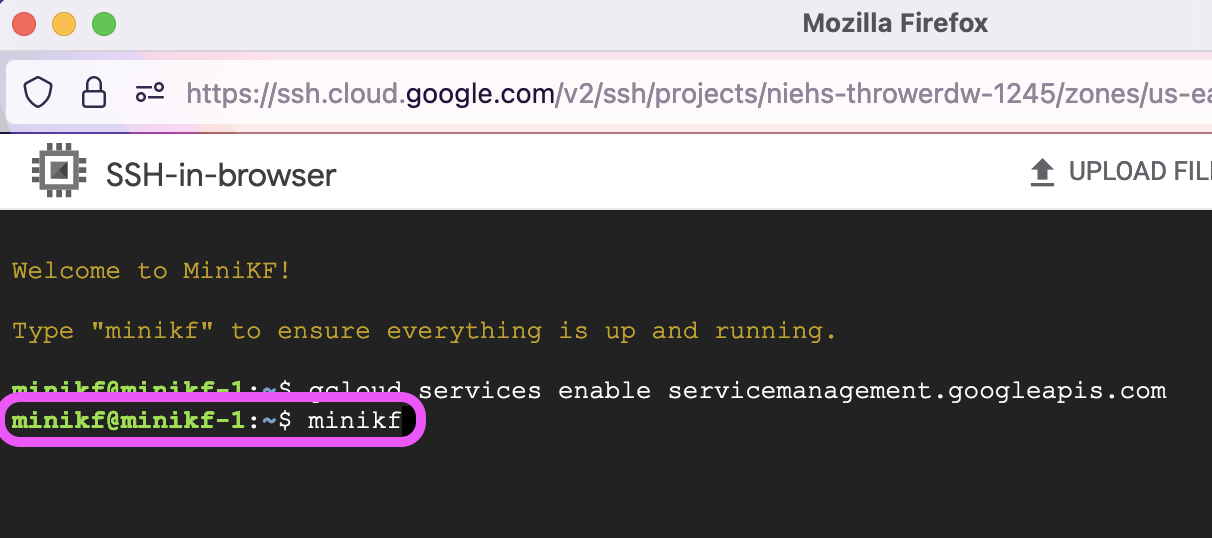 Mozilla Firefox
https://ssh.cloud.google.com/v2/ssh/projects/niehs-throwerdw-1245/zones/us-ea
SSH-in-browser
UPLOAD FIL
Welcome to MiniKF!
Type "minikf" to ensure everything is up and running.
minikf@minikf-1:~$ gcloud services enable servicemanagement.googleapis.com
minikf@minikf-1:~$ minikf